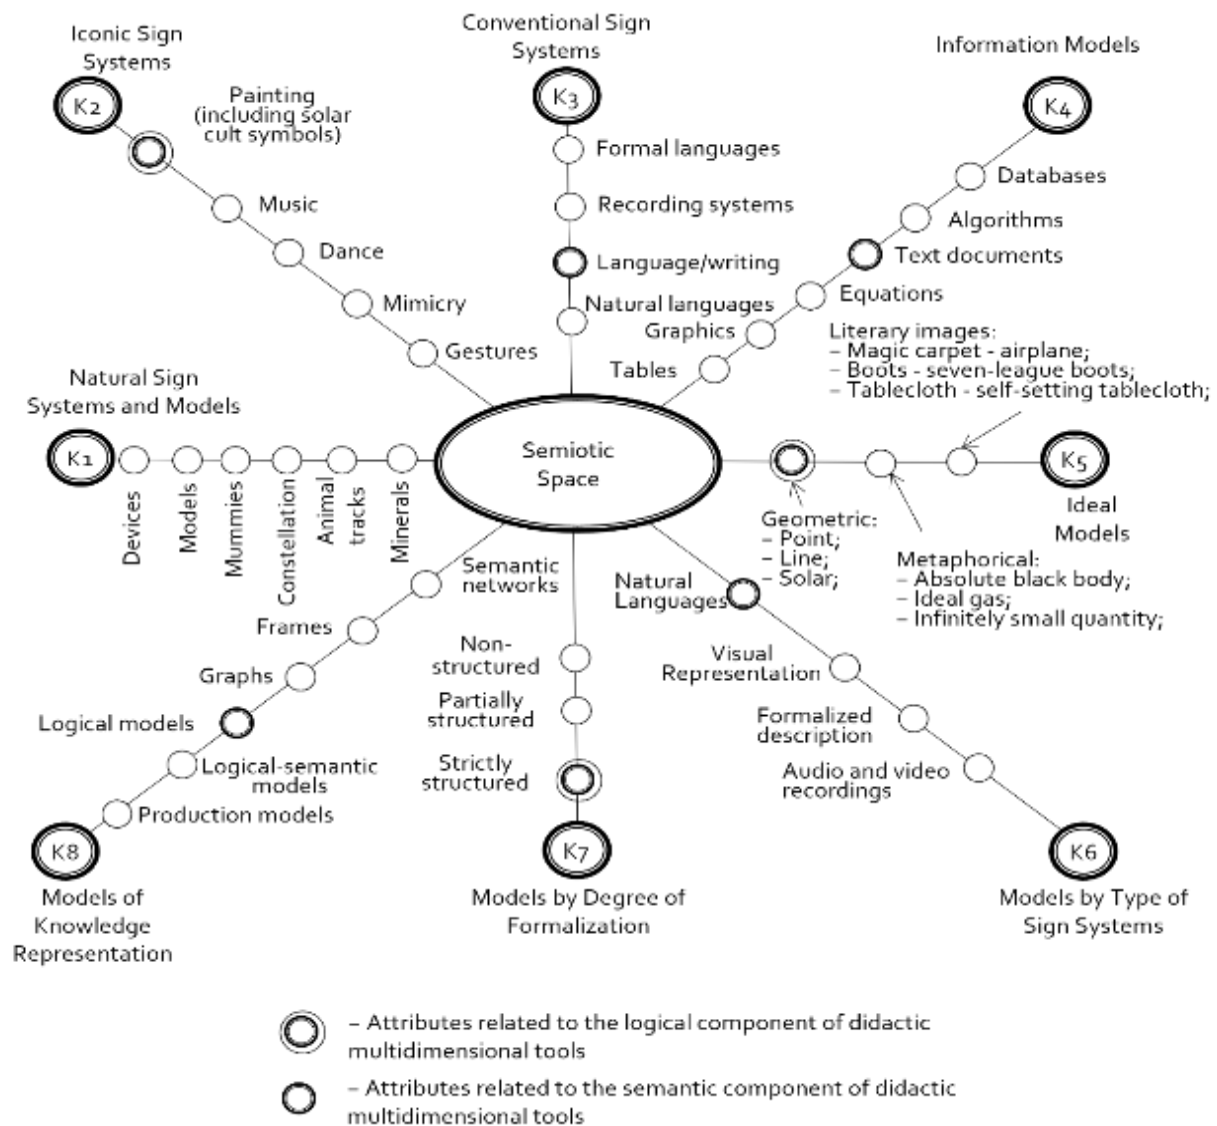 Iconic Sign
Systems
K2
Painting
(including solar
cult symbols)
Music
Dance
Mimicry
Gestures
Conventional Sign
Systems
K3
Formal languages
Recording systems
Language/writing
Natural languages
Information Models
K4
Databases
Algorithms
Text documents
Equations
Graphics
Tables
Literary images:
– Magic carpet - airplane;
– Boots - seven-league boots;
– Tablecloth - self-setting tablecloth;
Natural Sign
Systems and Models
K1
Devices
Models
Mummies
Constellation
Animal
tracks
Minerals
Semiotic
Space
K5
Ideal
Models
Geometric:
– Point;
– Line;
– Solar;
Metaphorical:
– Absolute black body;
– Ideal gas;
– Infinitely small quantity;
Semantic
networks
Frames
Graphs
Logical models
Logical-semantic
models
Production models
K8
Models of
Knowledge
Representation
Non-
structured
Partially
structured
Strictly
structured
K7
Models by Degree of
Formalization
Natural
Languages
Visual
Representation
Formalized
description
Audio and video
recordings
K6
Models by Type of
Sign Systems
– Attributes related to the logical component of didactic
multidimensional tools
– Attributes related to the semantic component of didactic
multidimensional tools